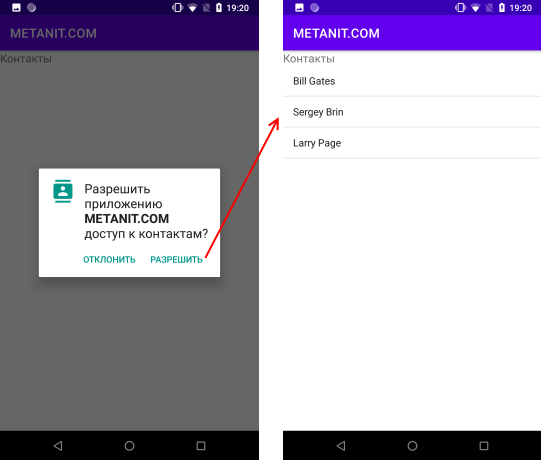 19:20
METANIT.COM
Контакты
Разрешить
приложению
METANIT.COM
доступ к контактам?
ОТКЛОНИТЬ РАЗРЕШИТЬ
19:20
METANIT.COM
Контакты
Bill Gates
Sergey Brin
Larry Page